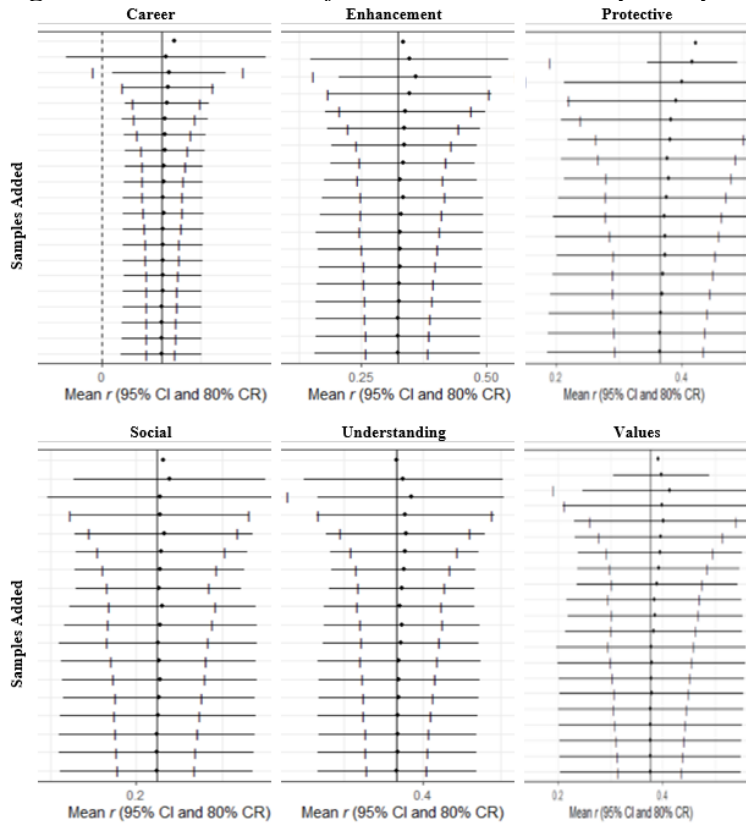 Career Enhancement Protective
Samples Added
0 0.25 0.50 0.2 0.4
Mean r (95% CI and 80% CR) Mean r (95% CI and 80% CR) Mean r (95% CI and 80% CR)
Social Understanding Values
Samples Added
0.2 0.4 0.2 0.4
Mean r (95% CI and 80% CR) Mean r (95% CI and 80% CR) Mean r (95% CI and 80% CR)